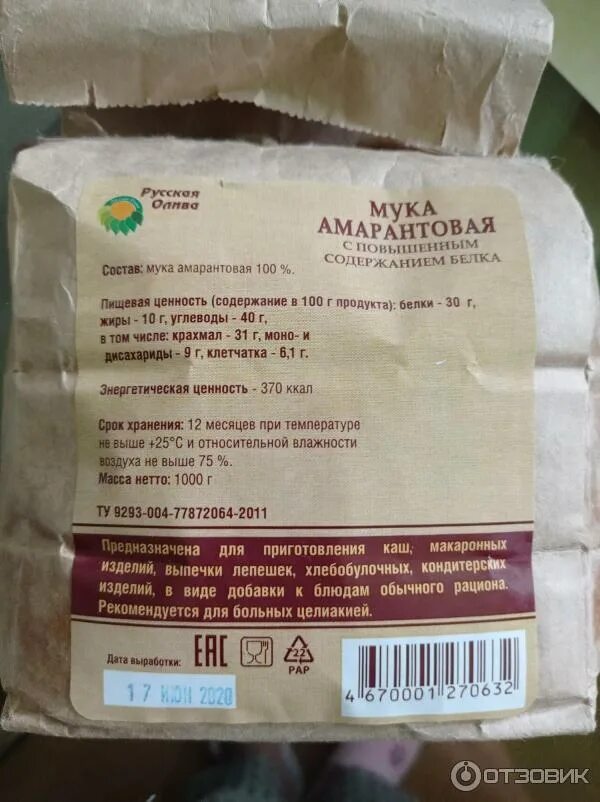 Русская
Олива
МУКА
АМАРАНТОВАЯ
С ПОВЫШЕННЫМ
СОДЕРЖАНИЕМ БЕЛКА
Состав: мука амарантовая 100 %.
Пищевая ценность (содержание в 100 г продукта): белки - 30 г,
жиры - 10 г, углеводы - 40 г,
в том числе: крахмал - 31 г, моно- и
дисахариды - 9 г, клетчатка - 6,1 г.
Энергетическая ценность - 370 ккал
Срок хранения: 12 месяцев при температуре
не выше +25°С и относительной влажности
воздуха не выше 75 %.
Масса нетто: 1000 г
ТУ 9293-004-77872064-2011
Предназначена для приготовления каш, макаронных
изделий, выпечки лепешек, хлебобулочных, кондитерских
изделий, в виде добавки к блюдам обычного рациона.
Рекомендуется для больных целиакией.
Дата выработки:
17 ИЮН 2020
ЕАС
22
PAP
4 670001 270632
ОТЗОВИК